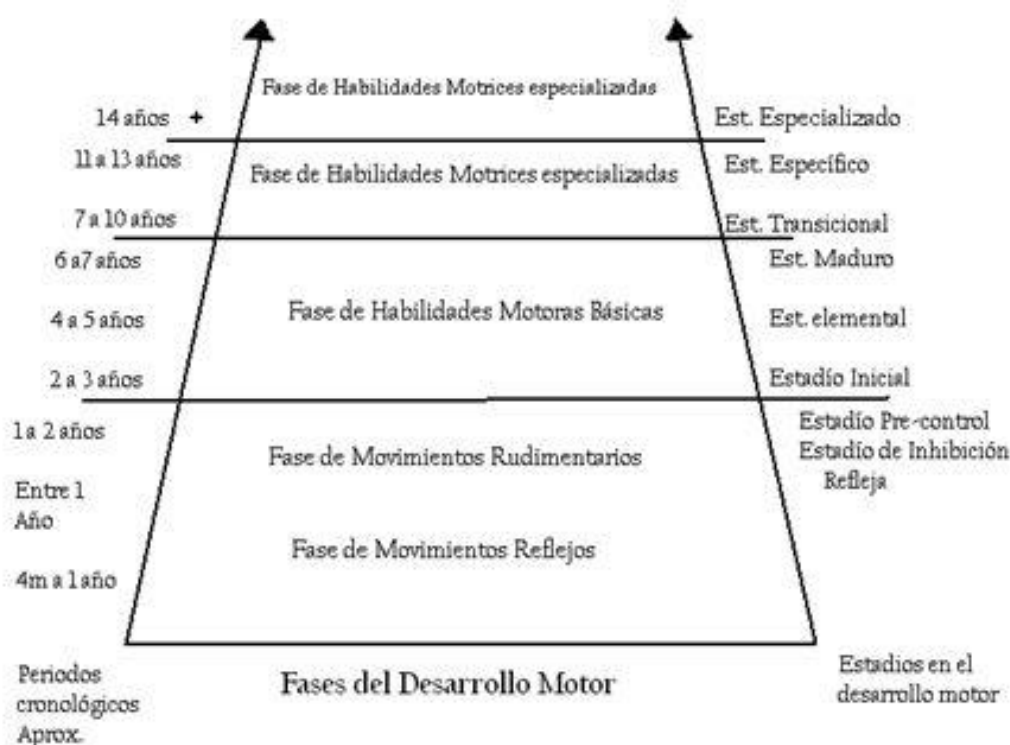 Fase de Habilidades Motrices especializadas
14 años +
Est. Especializado
11 a 13 años
Fase de Habilidades Motrices especializadas
Est. Específico
7 a 10 años
Est. Transicional
6 a7 años
Est. Maduro
4 a 5 años
Fase de Habilidades Motoras Básicas
Est. elemental
2 a 3 años
Estadío Inicial
1 a 2 años
Estadío Pre-control
Fase de Movimientos Rudimentarios
Estadío de Inhibición
Refleja
Entre 1
Año
Fase de Movimientos Reflejos
4m a 1 año
Periodos
cronológicos
Aprox.
Fases del Desarrollo Motor
Estadios en el
desarrollo motor